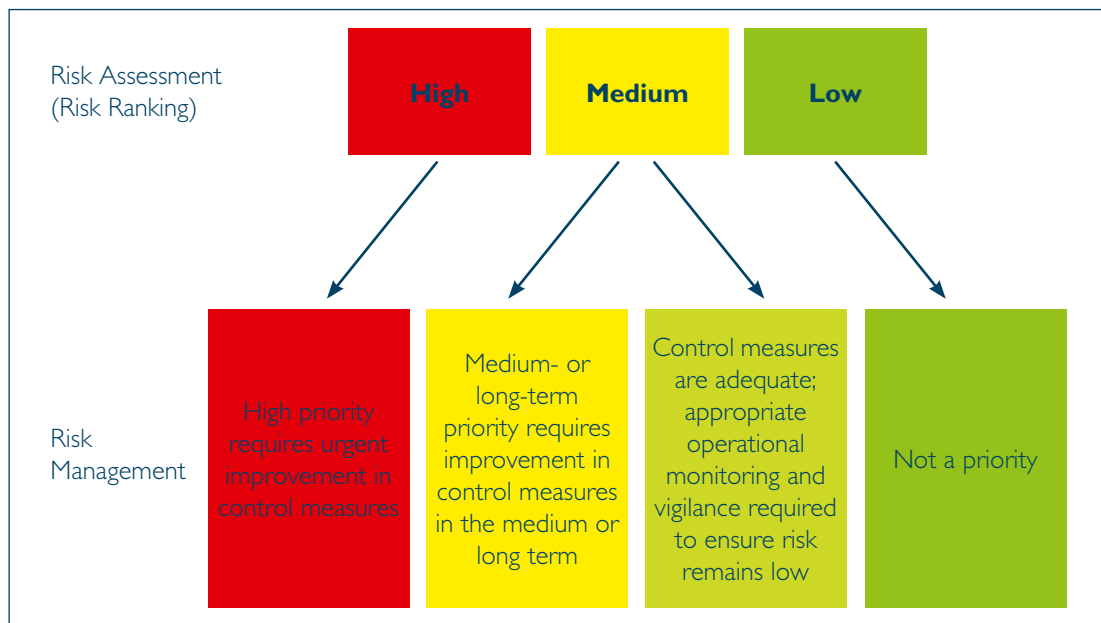 Risk Assessment
(Risk Ranking)
High
Medium
Low
Risk
Management
High priority
requires urgent
improvement in
control measures
Medium- or
long-term
priority requires
improvement in
control measures
in the medium or
long term
Control measures
are adequate;
appropriate
operational
monitoring and
vigilance required
to ensure risk
remains low
Not a priority